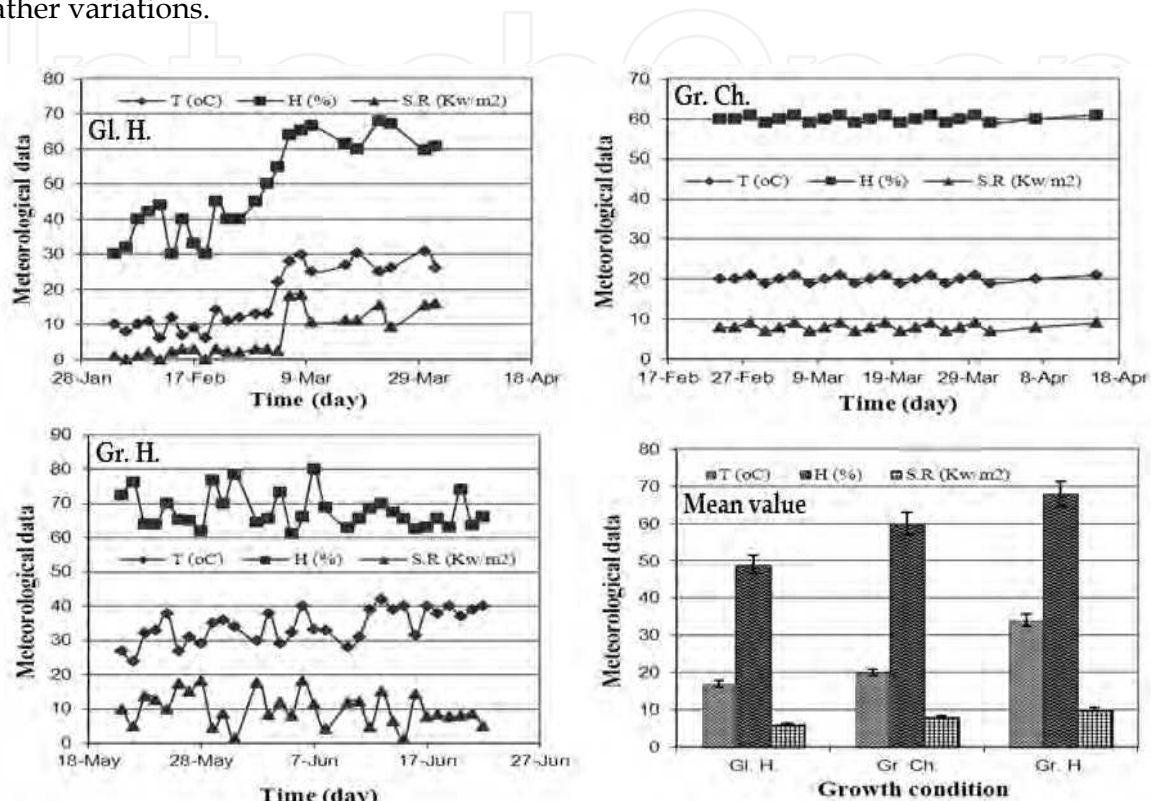 ather variations.
80
70
60
50
40
30
20
10
0
Meteorological data
T (oC) H (%) S.R (Kw/m2)
Gl. H.
28-Jan 17-Feb 9-Mar 29-Mar 18-Apr
Time (day)
70
60
50
40
30
20
10
0
Meteorological data
Gr. Ch.
T (oC) H (%) S.R (Kw/m2)
17-Feb 27-Feb 9-Mar 19-Mar 29-Mar 8-Apr 18-Apr
Time (day)
90
80
70
60
50
40
30
20
10
0
Meteorological data
Gr. H.
T (oC) H (%) S.R (Kw/m2)
18-May 28-May 7-Jun 17-Jun 27-Jun
Time (day)
80
70
60
50
40
30
20
10
0
Meteorological data
T (oC) H (%) S.R (Kw/m2)
Mean value
Gl. H. Gr Ch. Gr. H.
Growth condition